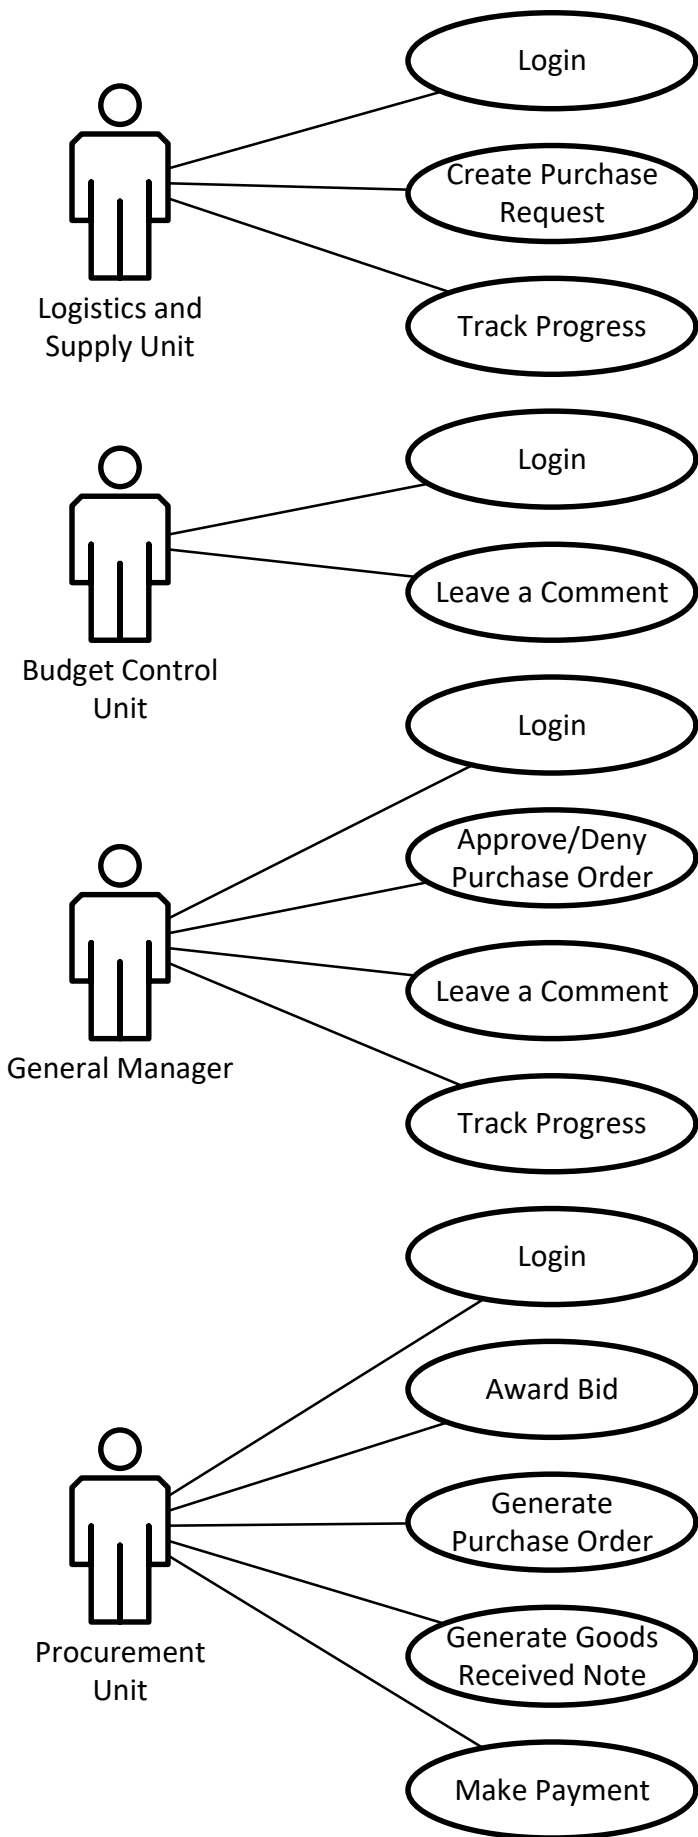 Login
Create Purchase
Request
Logistics and
Supply Unit
Track Progress
Login
Leave a Comment
Budget Control
Unit
Login
Approve/Deny
Purchase Order
Leave a Comment
General Manager
Track Progress
Login
Award Bid
Generate
Purchase Order
Procurement
Unit
Generate Goods
Received Note
Make Payment